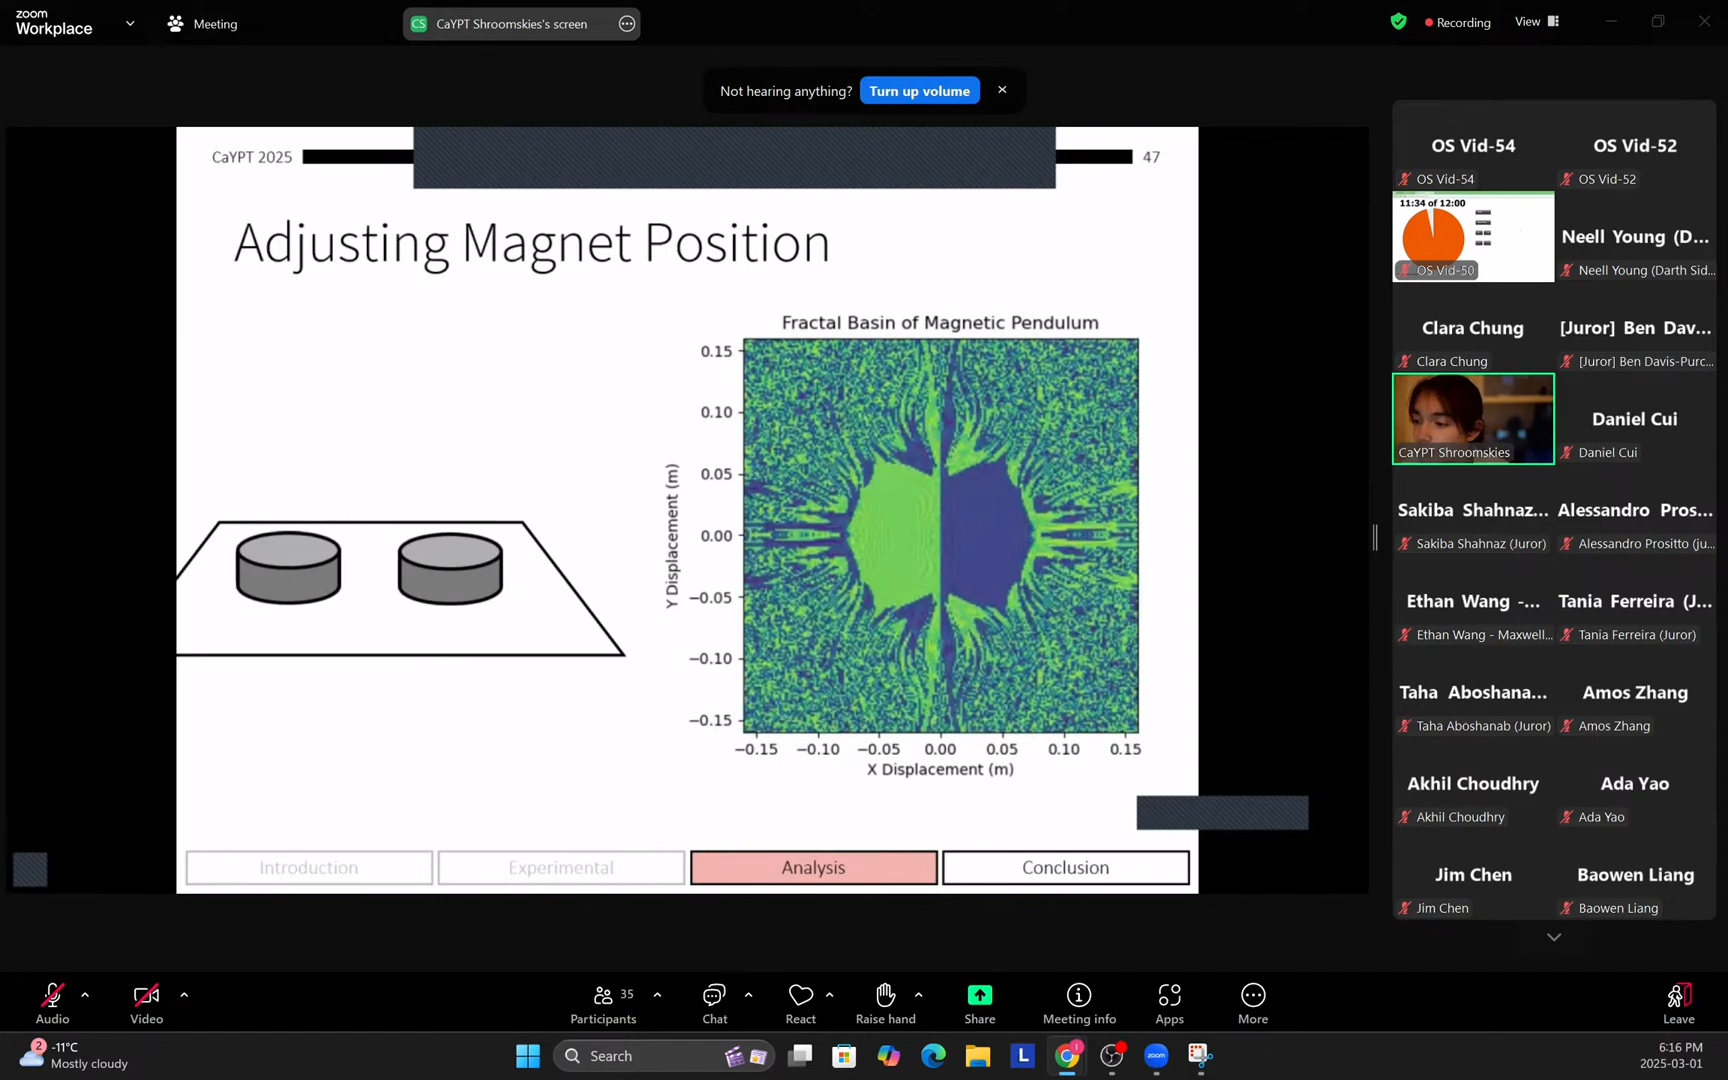 zoom
Workplace
Meeting
CS CaYPT Shroomskies's screen
Recording
View
Not hearing anything? Turn up volume
CaYPT 2025
47
Adjusting Magnet Position
Fractal Basin of Magnetic Pendulum
0.15
0.10
0.05
0.00
−0.05
−0.10
−0.15
Y Displacement (m)
−0.15 −0.10 −0.05 0.00 0.05 0.10 0.15
X Displacement (m)
Introduction
Experimental
Analysis
Conclusion
OS Vid-54
OS Vid-54
OS Vid-52
OS Vid-52
11:34 of 12:00
OS Vid-50
Neell Young (D...
Neell Young (Darth Sid...
Clara Chung
Clara Chung
[Juror] Ben Dav...
[Juror] Ben Davis-Purc...
CaYPT Shroomskies
Daniel Cui
Daniel Cui
Sakiba Shahnaz...
Sakiba Shahnaz (Juror)
Alessandro Pros...
Alessandro Prositto (ju...
Ethan Wang -...
Ethan Wang - Maxwell...
Tania Ferreira (J...
Tania Ferreira (Juror)
Taha Aboshana...
Taha Aboshanab (Juror)
Amos Zhang
Amos Zhang
Akhil Choudhry
Akhil Choudhry
Ada Yao
Ada Yao
Jim Chen
Jim Chen
Baowen Liang
Baowen Liang
Audio
Video
35
Participants
Chat
React
Raise hand
Share
Meeting info
Apps
More
Leave
2
-11°C
Mostly cloudy
Search
L
1
zoom
6:16 PM
2025-03-01